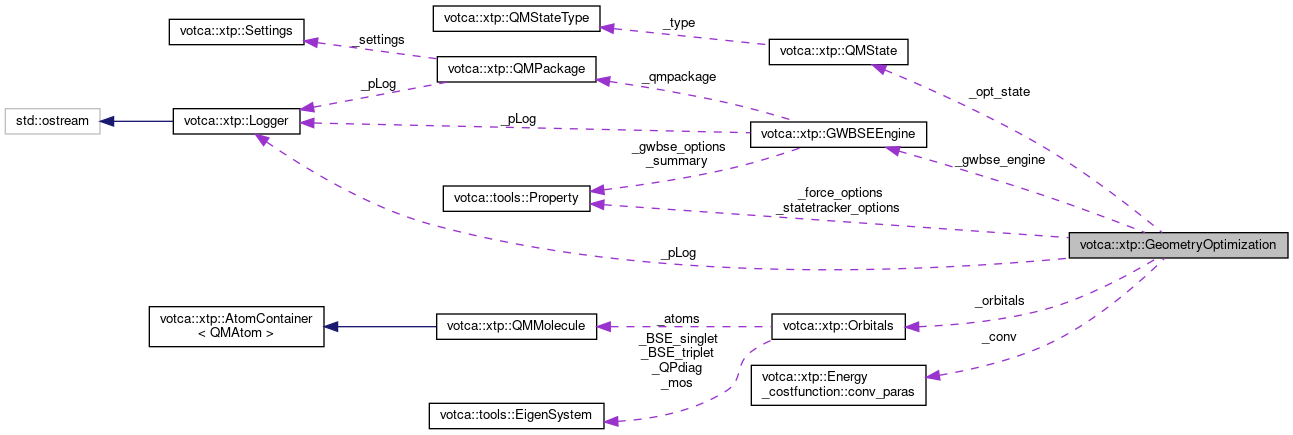 votca::xtp::QMStateType
_type
votca::xtp::Settings
_settings
votca::xtp::QMState
votca::xtp::QMPackage
_qmpackage
_pLog
_opt_state
std::ostream
votca::xtp::Logger
_pLog
votca::xtp::GWBSEEngine
_gwbse_options
_summary
_gwbse_engine
votca::tools::Property
_force_options
_statetracker_options
votca::xtp::GeometryOptimization
_pLog
_orbitals
votca::xtp::AtomContainer
< QMAtom >
votca::xtp::QMMolecule
_atoms
votca::xtp::Orbitals
_conv
_BSE_singlet
_BSE_triplet
_QPdiag
_mos
votca::xtp::Energy
_costfunction::conv_paras
votca::tools::EigenSystem